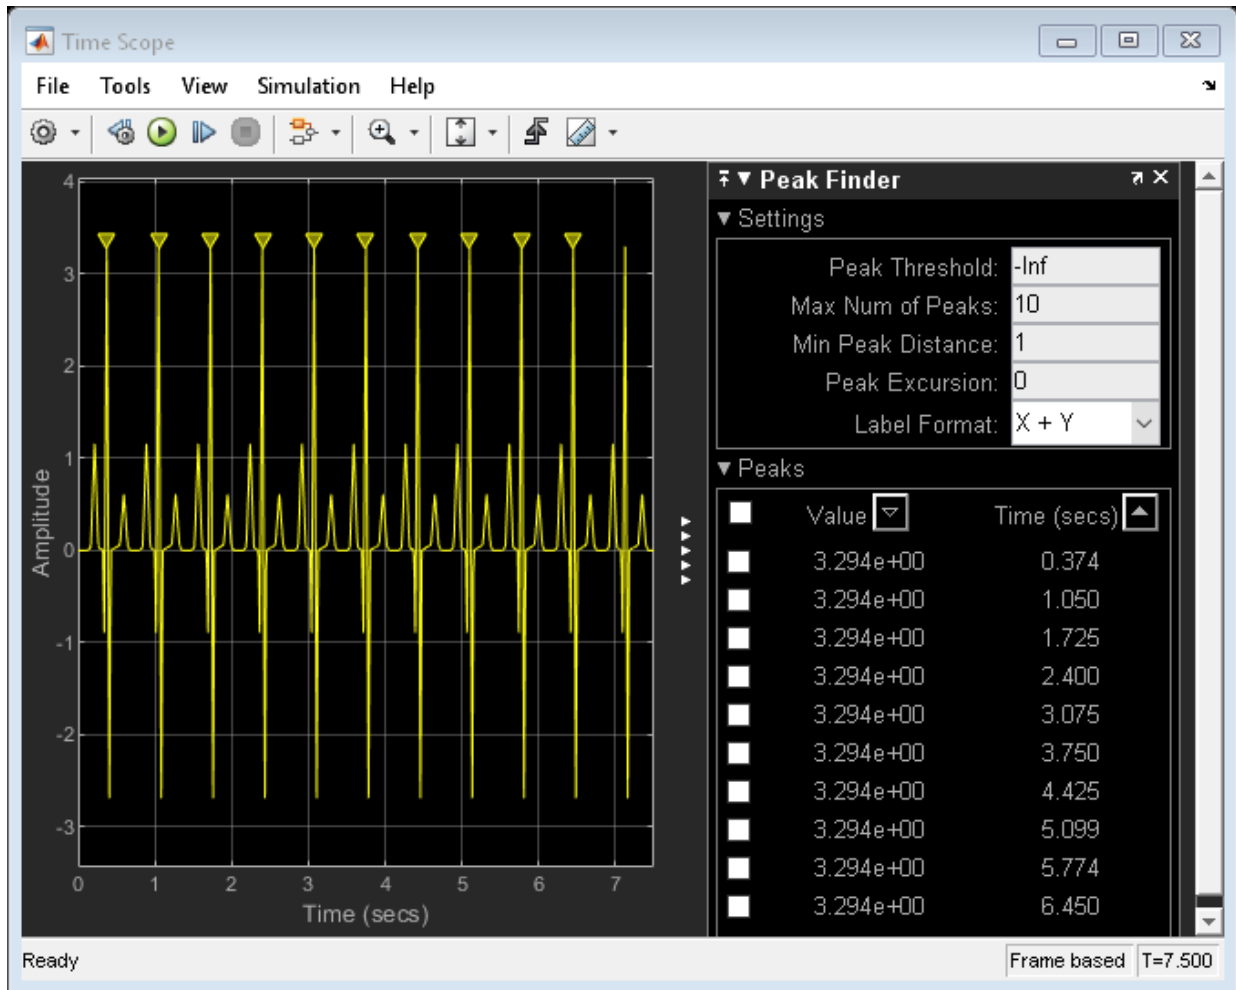 Time Scope
File Tools View Simulation Help
4
3
2
1
0
-1
-2
-3
Amplitude
0 1 2 3 4 5 6 7
Time (secs)
Peak Finder
Settings
Peak Threshold: -Inf
Max Num of Peaks: 10
Min Peak Distance: 1
Peak Excursion: 0
Label Format: X + Y
Peaks
Value Time (secs)
3.294e+00 0.374
3.294e+00 1.050
3.294e+00 1.725
3.294e+00 2.400
3.294e+00 3.075
3.294e+00 3.750
3.294e+00 4.425
3.294e+00 5.099
3.294e+00 5.774
3.294e+00 6.450
Ready Frame based T=7.500